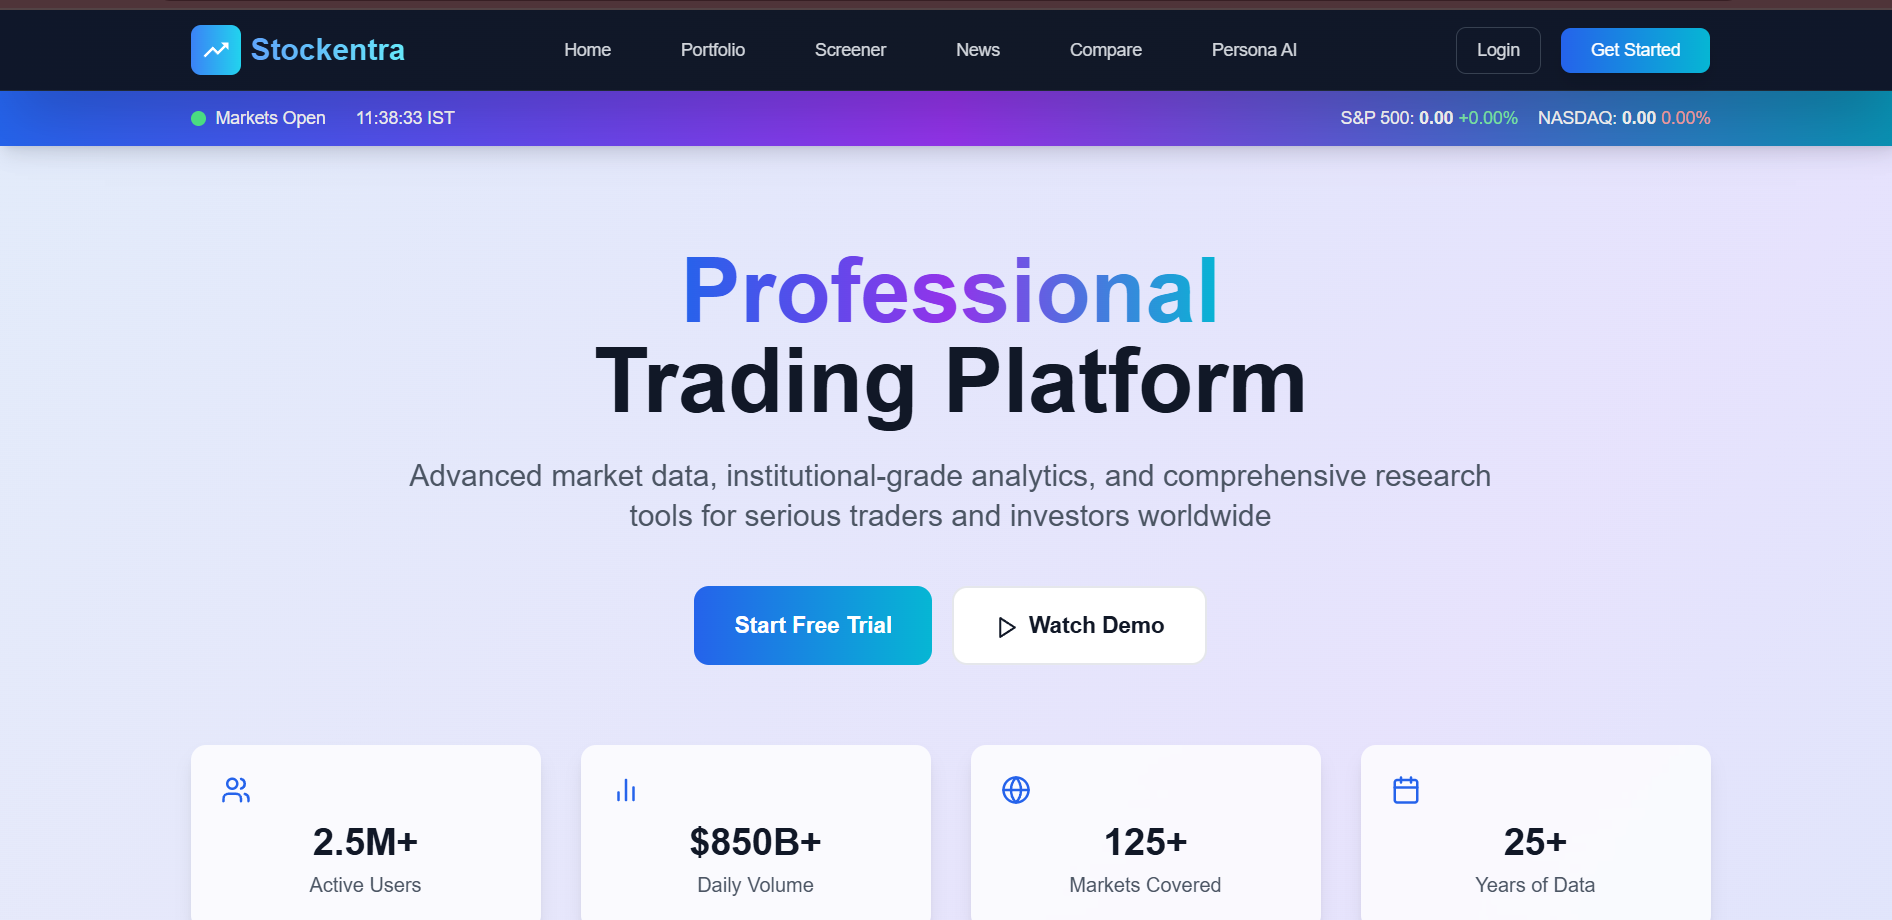 Stockentra
Home Portfolio Screener News Compare Persona AI
Login Get Started
Markets Open 11:38:33 IST
S&P 500: 0.00 +0.00% NASDAQ: 0.00 0.00%
Professional
Trading Platform
Advanced market data, institutional-grade analytics, and comprehensive research
tools for serious traders and investors worldwide
Start Free Trial Watch Demo
2.5M+
Active Users
$850B+
Daily Volume
125+
Markets Covered
25+
Years of Data